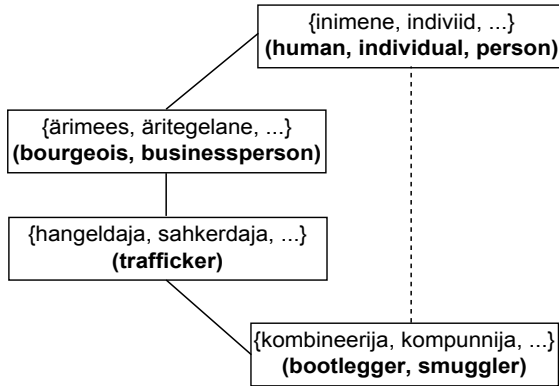 {inimene, indiviid, ...}
(human, individual, person)
{ärimees, äritegelane, ...}
(bourgeois, businessperson)
{hangeldaja, sahkerdaja, ...}
(trafficker)
{kombineerija, kompunnija, ...}
(bootlegger, smuggler)